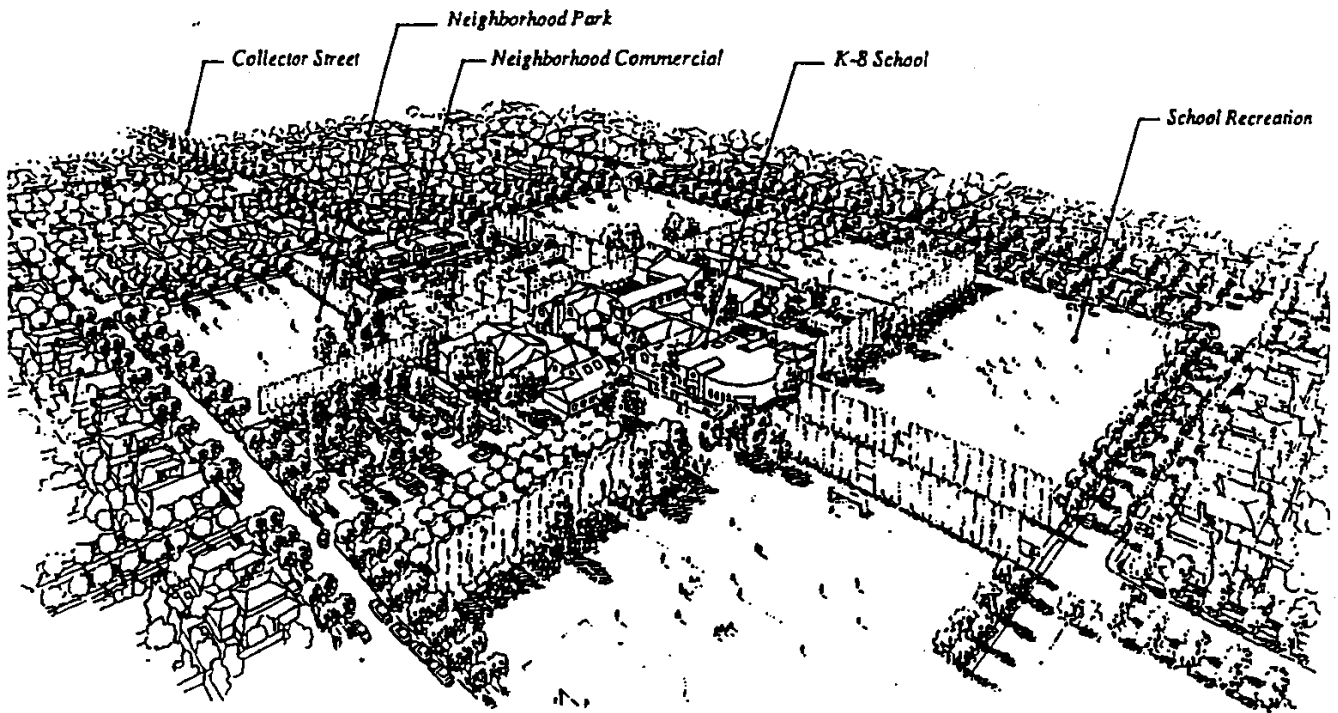 Neighborhood Park
Collector Street
Neighborhood Commercial
K-8 School
School Recreation